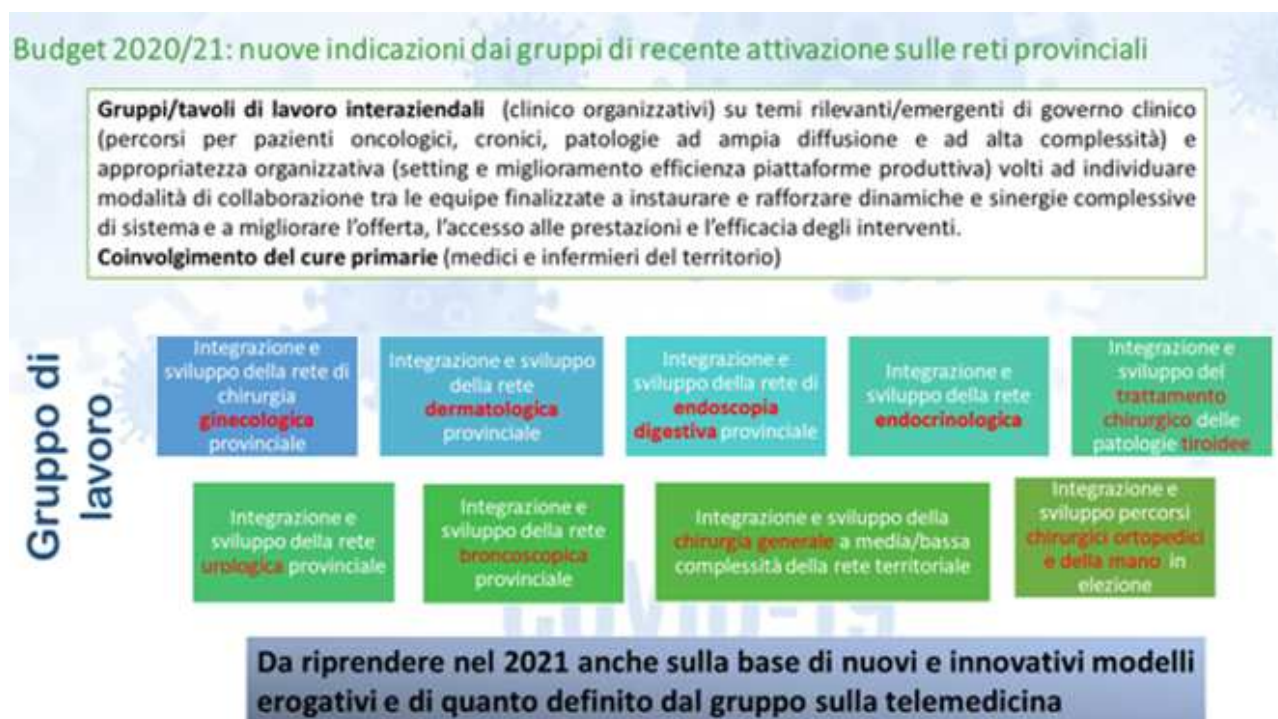 Budget 2020/21: nuove indicazioni dai gruppi di recente attivazione sulle reti provinciali
Gruppi/tavoli di lavoro interaziendali (clinico organizzativi) su temi rilevanti/emergenti di governo clinico
(percorsi per pazienti oncologici, cronici, patologie ad ampia diffusione e ad alta complessità) e
appropriatezza organizzativa (setting e miglioramento efficienza piattaforme produttiva) volti ad individuare
modalità di collaborazione tra le equipe finalizzate a instaurare e rafforzare dinamiche e sinergie complessive
di sistema e a migliorare l'offerta, l'accesso alle prestazioni e l'efficacia degli interventi.
Coinvolgimento del cure primarie (medici e infermieri del territorio)
Gruppo di
lavoro
Integrazione e
sviluppo della rete di
chirurgia
ginecologica
provinciale
Integrazione e sviluppo
della rete
dermatologica
provinciale
Integrazione e
sviluppo della rete di
endoscopia
digestiva provinciale
Integrazione e
sviluppo della rete
endocrinologica
Integrazione e
sviluppo del
trattamento
chirurgico delle
patologie tiroidee
Integrazione e
sviluppo della rete
urologica provinciale
Integrazione e
sviluppo della rete
broncoscopica
provinciale
Integrazione e sviluppo della
chirurgia generale a media/bassa
complessità della rete territoriale
Integrazione e
sviluppo percorsi
chirurgici ortopedici
e della mano in
elezione
COVID-19
Da riprendere nel 2021 anche sulla base di nuovi e innovativi modelli
erogativi e di quanto definito dal gruppo sulla telemedicina